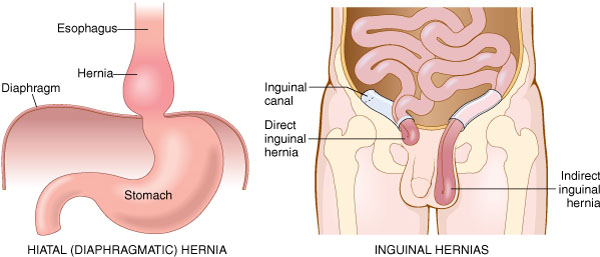 Esophagus
Hernia
Diaphragm
Stomach
HIATAL (DIAPHRAGMATIC) HERNIA
Inguinal
canal
Direct
inguinal
hernia
Indirect
inguinal
hernia
INGUINAL HERNIAS